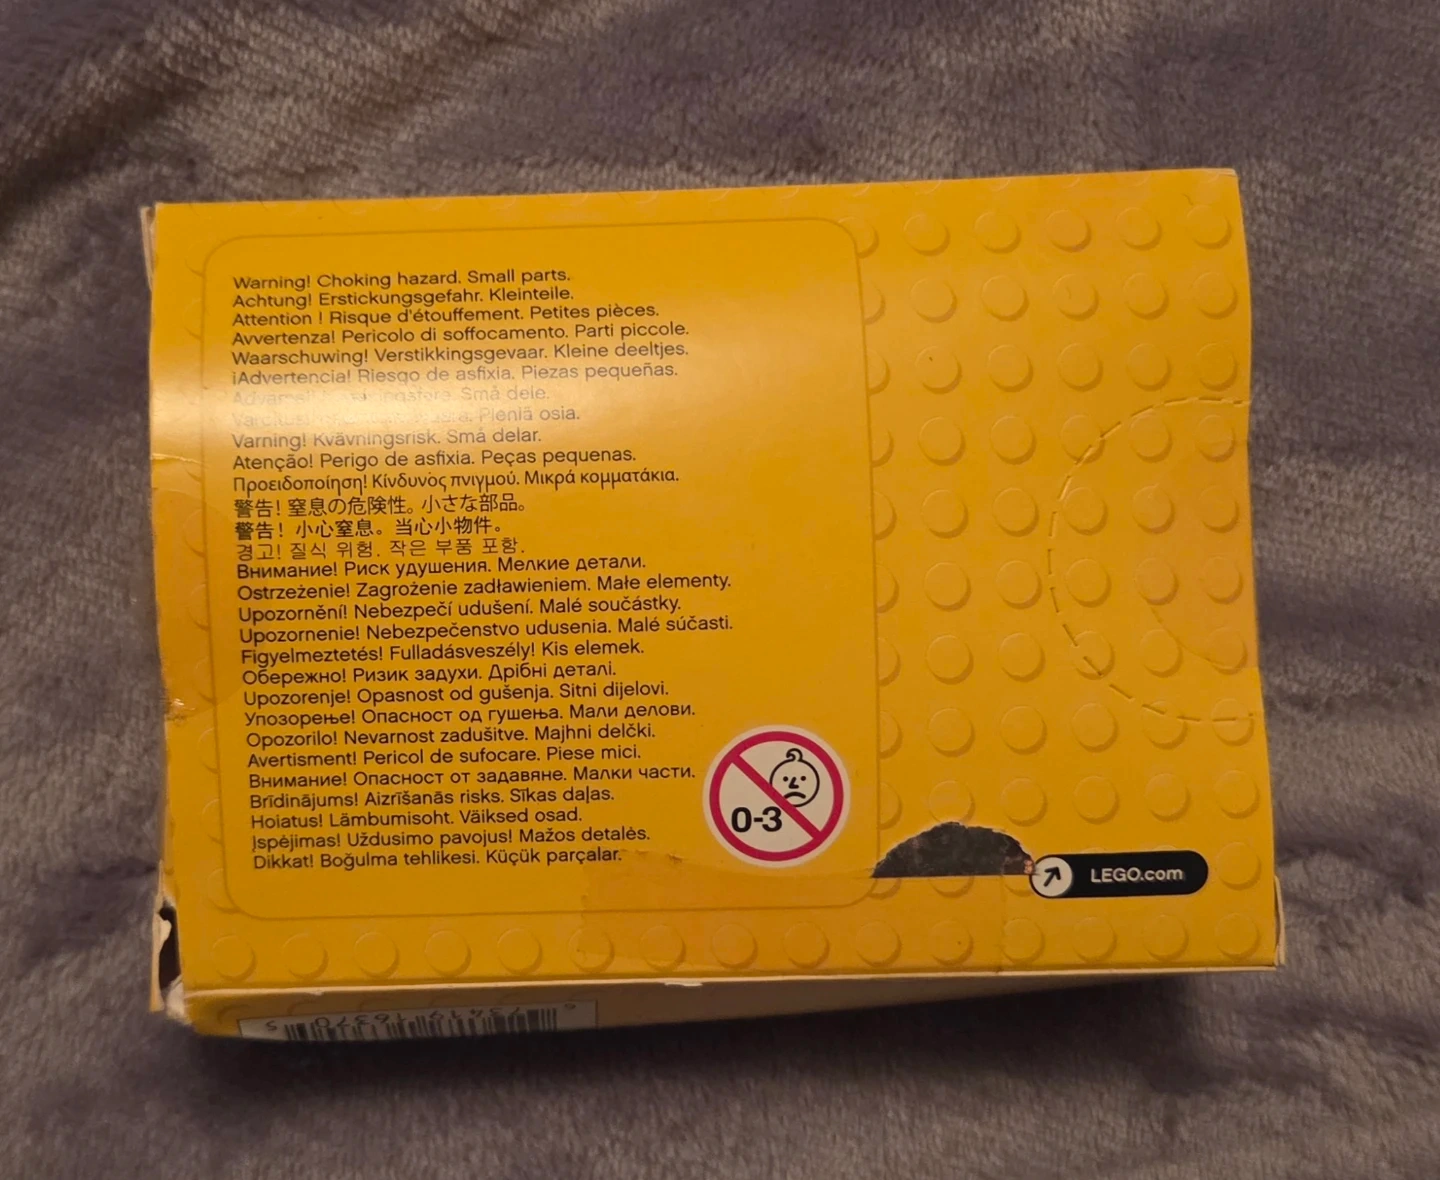 Warning! Choking hazard. Small parts.
Achtung! Erstickungsgefahr. Kleinteile.
Attention ! Risque d'étouffement. Petites pièces.
Avvertenza! Pericolo di soffocamento. Parti piccole.
Waarschuwing! Verstikkingsgevaar. Kleine deeltjes.
¡Advertencia! Riesgo de asfixia. Piezas pequeñas.
Små dele.
Pieniä osia.
Varning! Kvävningsrisk. Små delar.
Atenção! Perigo de asfixia. Peças pequenas.
Προειδοποίηση! Κίνδυνος πνιγμού. Μικρά κομματάκια.
警告! 窒息の危険性。小さな部品。
警告！小心窒息。当心小物件。
경고! 질식 위험. 작은 부품 포함.
Внимание! Риск удушения. Мелкие детали.
Ostrzeżenie! Zagrożenie zadławieniem. Małe elementy.
Upozornění! Nebezpečí udušení. Malé součástky.
Upozornenie! Nebezpečenstvo udusenia. Malé súčasti.
Figyelmeztetés! Fulladásveszély! Kis elemek.
Обережно! Ризик задухи. Дрібні деталі.
Upozorenje! Opasnost od gušenja. Sitni dijelovi.
Упозорење! Опасност од гушења. Мали делови.
Opozorilo! Nevarnost zadušitve. Majhni delčki.
Avertisment! Pericol de sufocare. Piese mici.
Внимание! Опасност от задавяне. Малки части.
Brīdinājums! Aizrīšanās risks. Sīkas daļas.
Hoiatus! Lämbumisoht. Väiksed osad.
Įspėjimas! Uždusimo pavojus! Mažos detalės.
Dikkat! Boğulma tehlikesi. Küçük parçalar.
0-3
LEGO.com
6 73419 16370 5